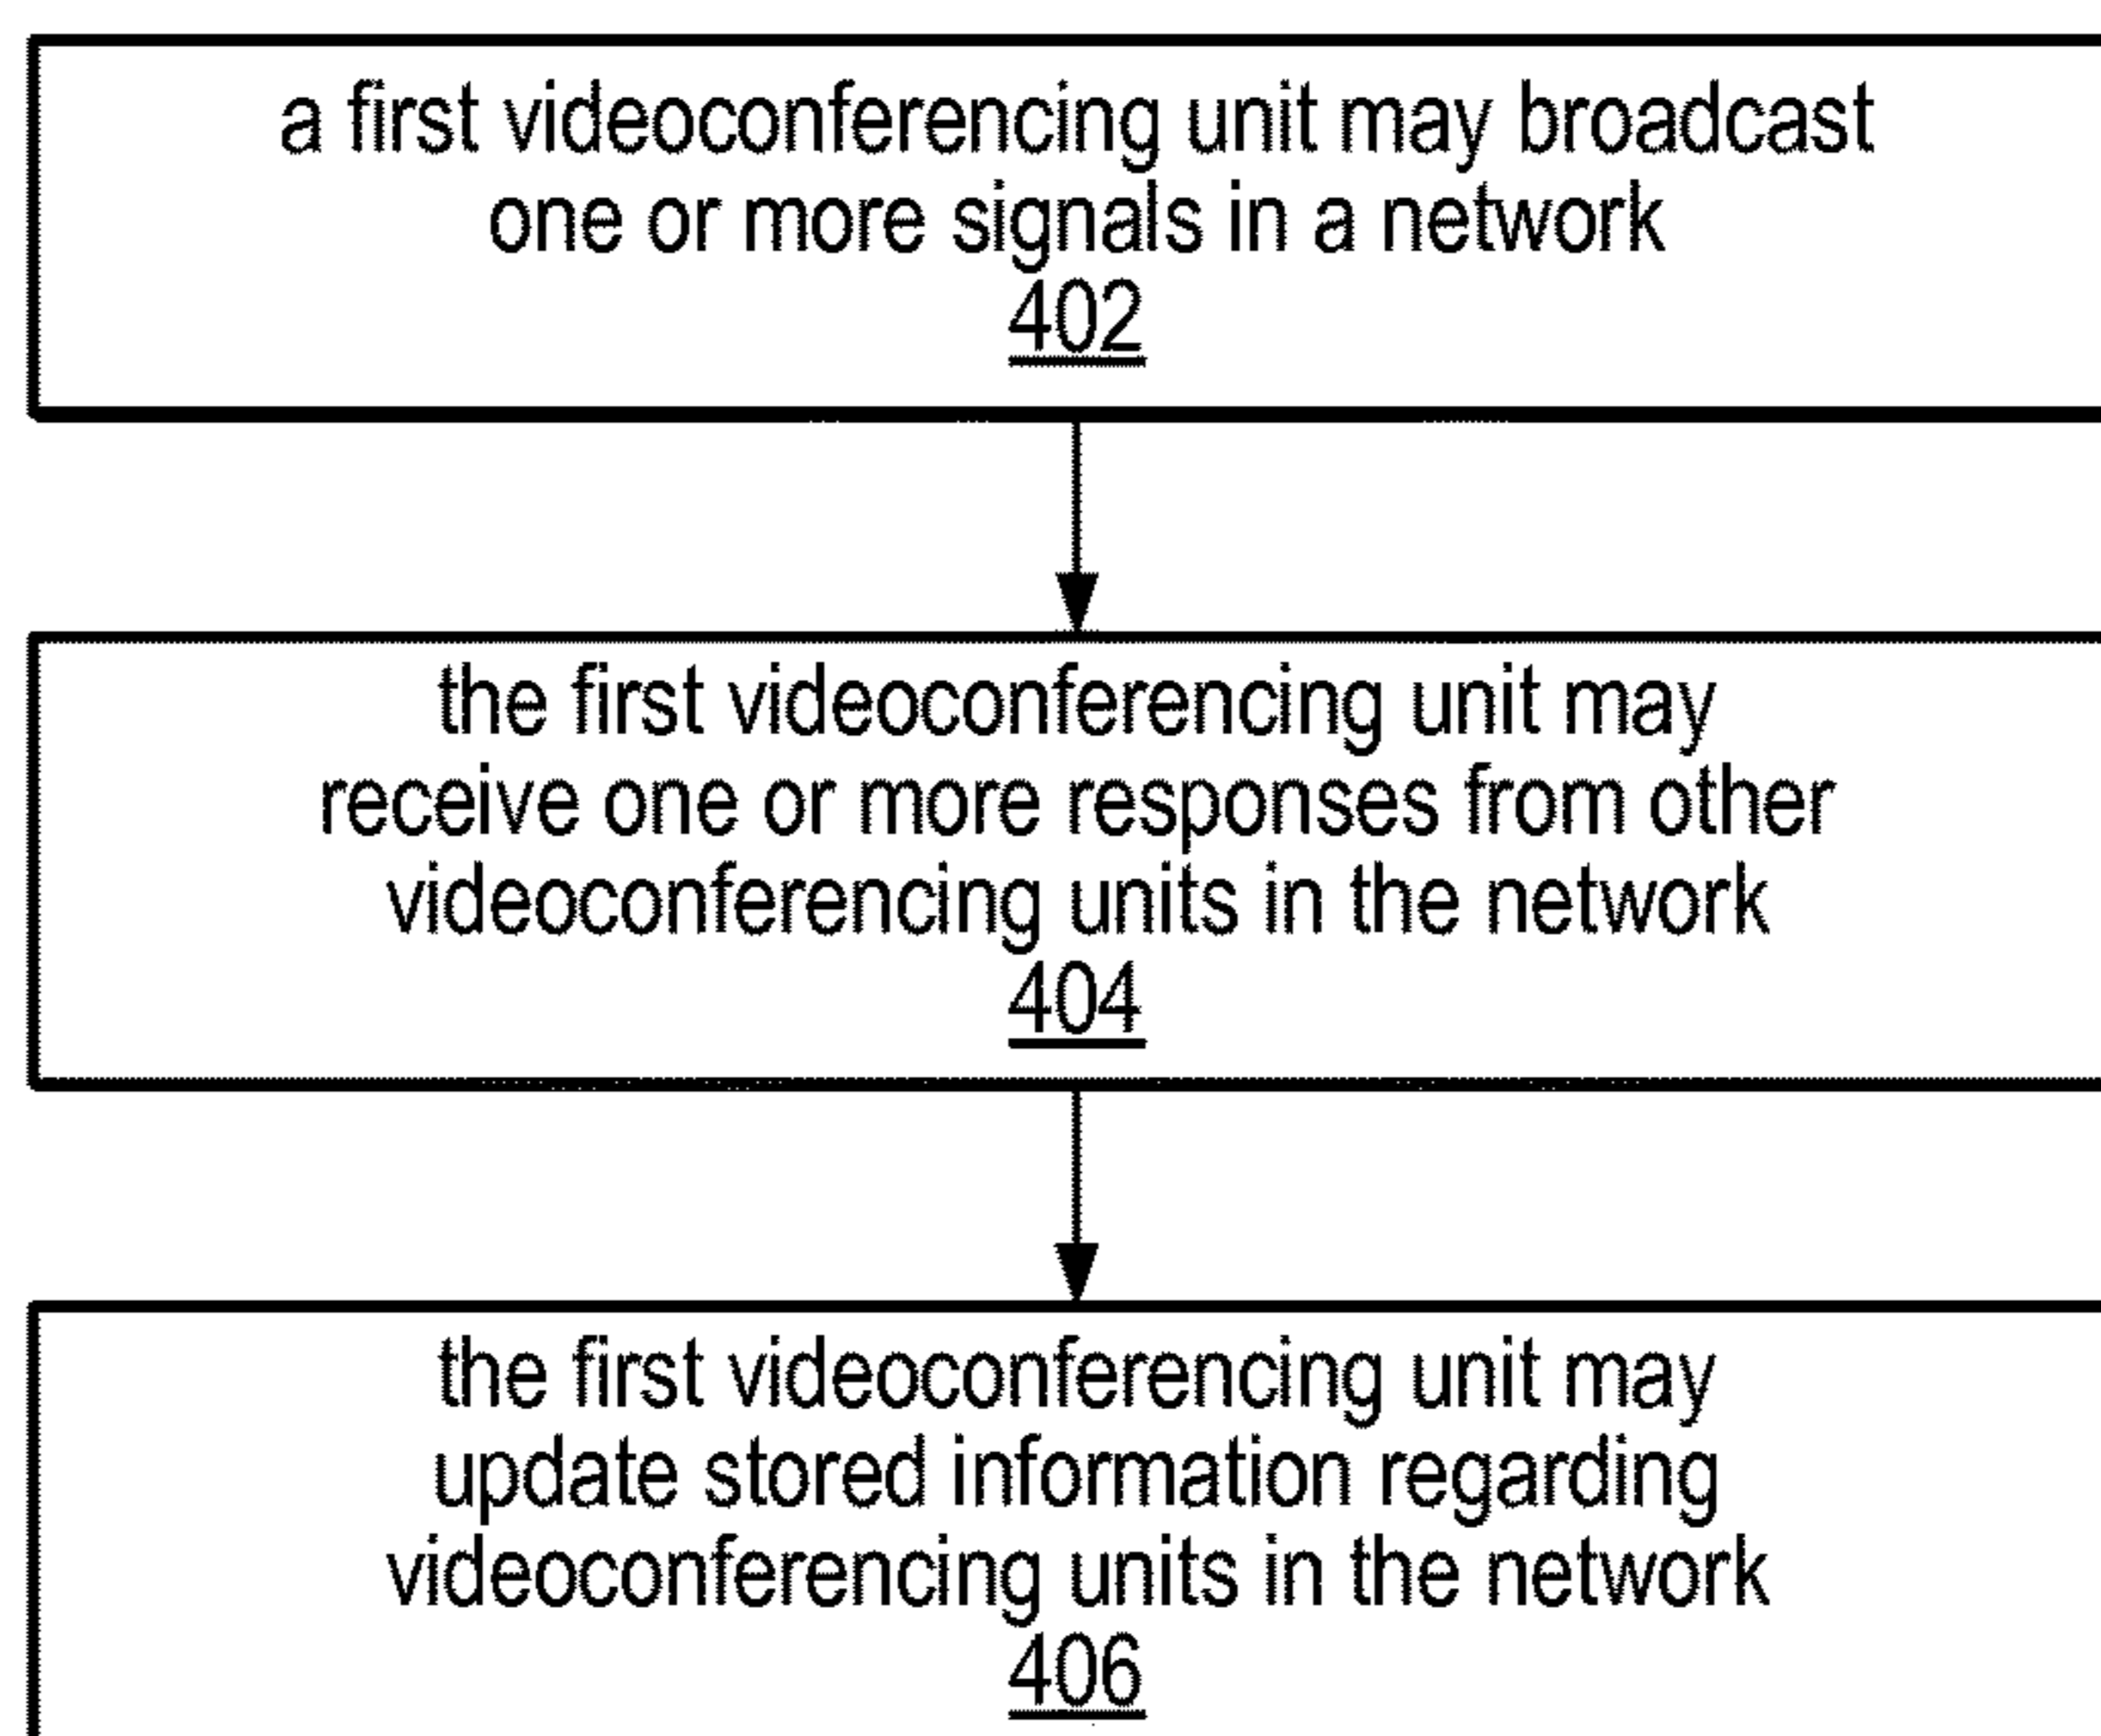 a first videoconferencing unit may broadcast
one or more signals in a network
402
the first videoconferencing unit may
receive one or more responses from other
videoconferencing units in the network
404
the first videoconferencing unit may
update stored information regarding
videoconferencing units in the network
406